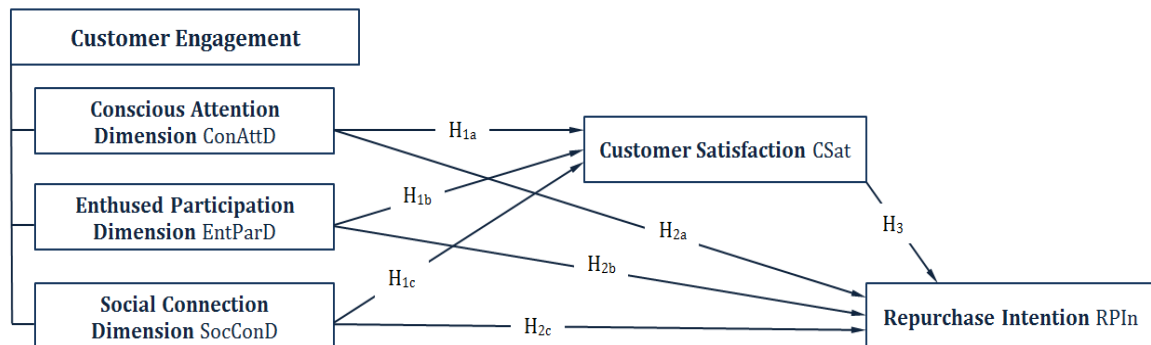 Customer Engagement
Conscious Attention
Dimension ConAttD
H1a
Customer Satisfaction CSat
Enthused Participation
Dimension EntParD
H1b
H2a
H3
H2b
H1c
Social Connection
Dimension SocConD
H2c
Repurchase Intention RPIn